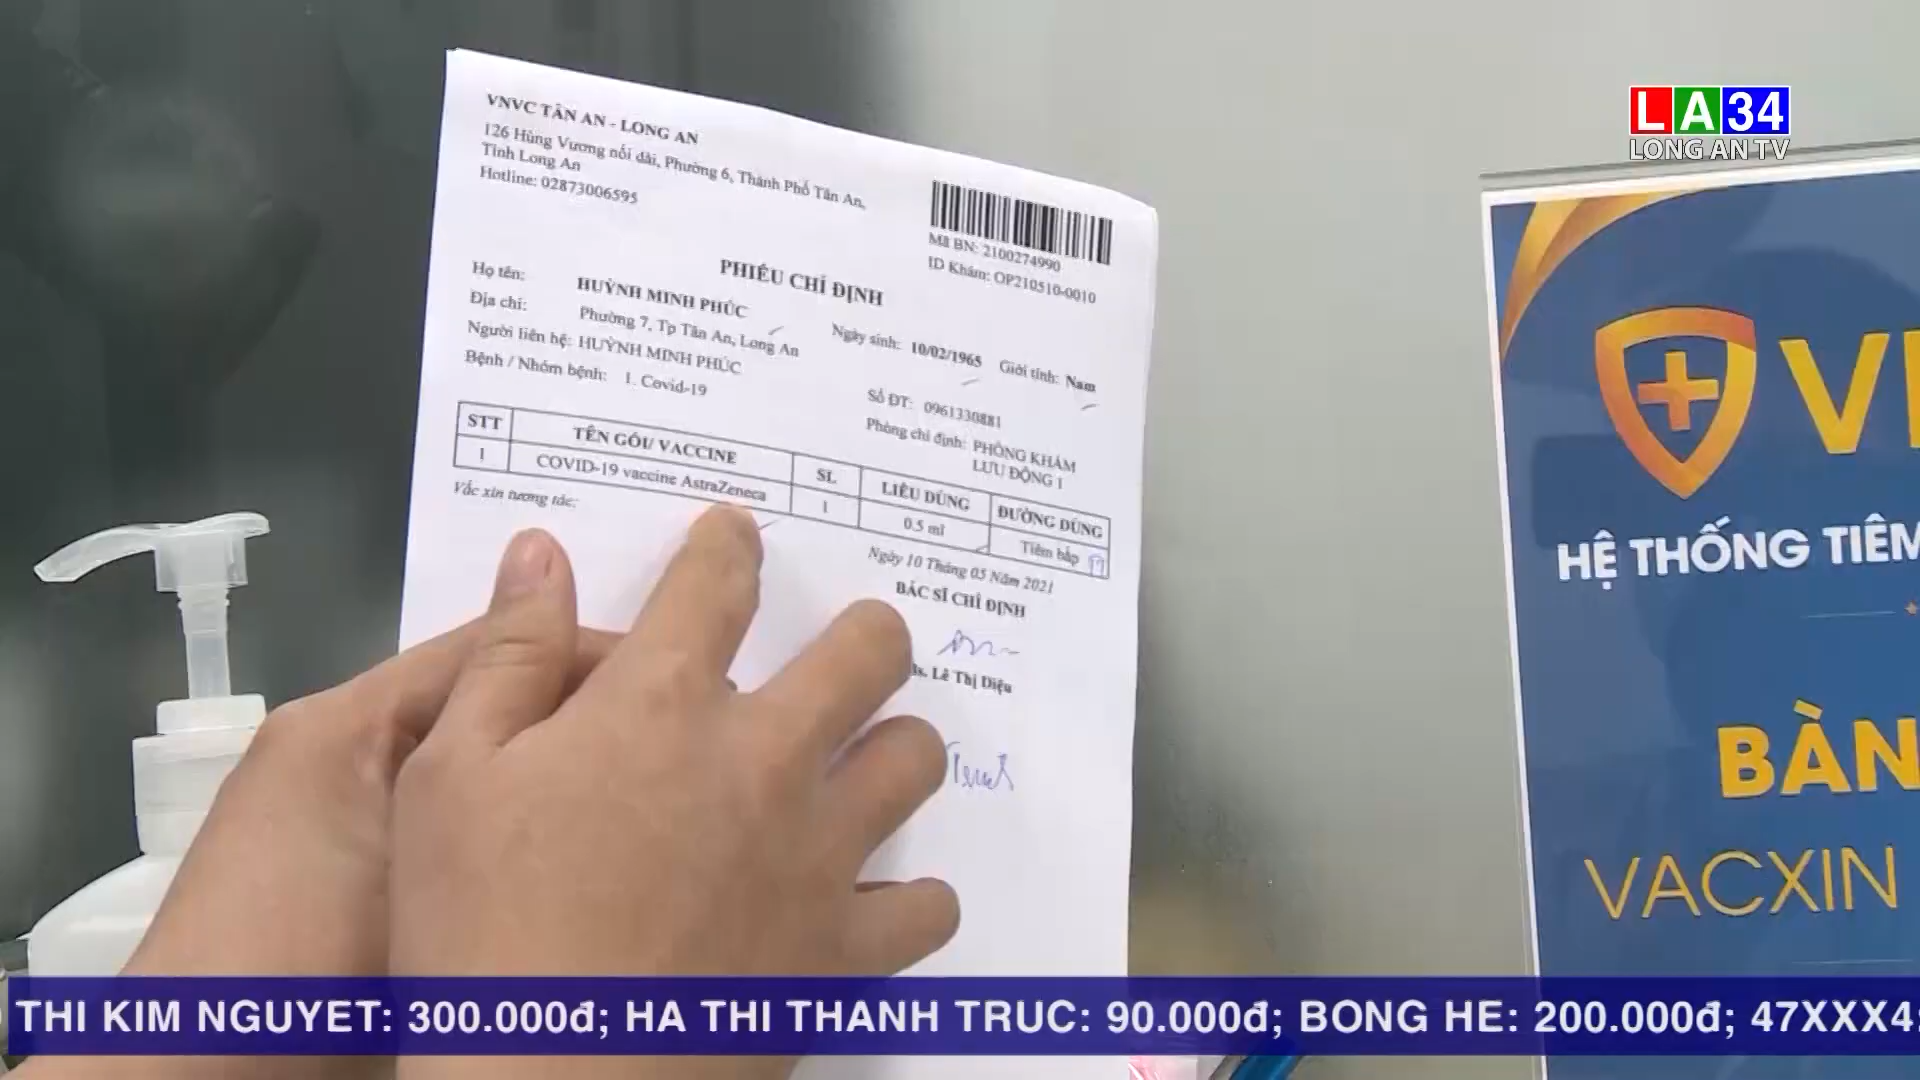 LA34
LONG AN TV
VNVC TÂN AN - LONG AN
126 Hùng Vương nối dài, Phường 6, Thành Phố Tân An,
Tỉnh Long An
Hotline: 02873006595
Mã BN: 2100274990
ID Khám: OP210510-0010
PHIẾU CHỈ ĐỊNH
Họ tên: HUỲNH MINH PHÚC Ngày sinh: 10/02/1965 Giới tính: Nam
Địa chỉ: Phường 7, Tp Tân An, Long An
Người liên hệ: HUỲNH MINH PHÚC Số ĐT: 0961330881
Bệnh / Nhóm bệnh: 1. Covid-19 Phòng chỉ định: PHÒNG KHÁM
LƯU ĐỘNG 1
STT TÊN GÓI/ VACCINE SL LIỀU DÙNG ĐƯỜNG DÙNG
1 COVID-19 vaccine AstraZeneca 1 0.5 ml Tiêm bắp
Vắc xin tương tác:
Ngày 10 Tháng 05 Năm 2021
BÁC SĨ CHỈ ĐỊNH
Lê Thị Diệu
HỆ THỐNG TIÊM
BÀN
VACXIN
THI KIM NGUYET: 300.000đ; HA THI THANH TRUC: 90.000đ; BONG HE: 200.000đ; 47XXX4